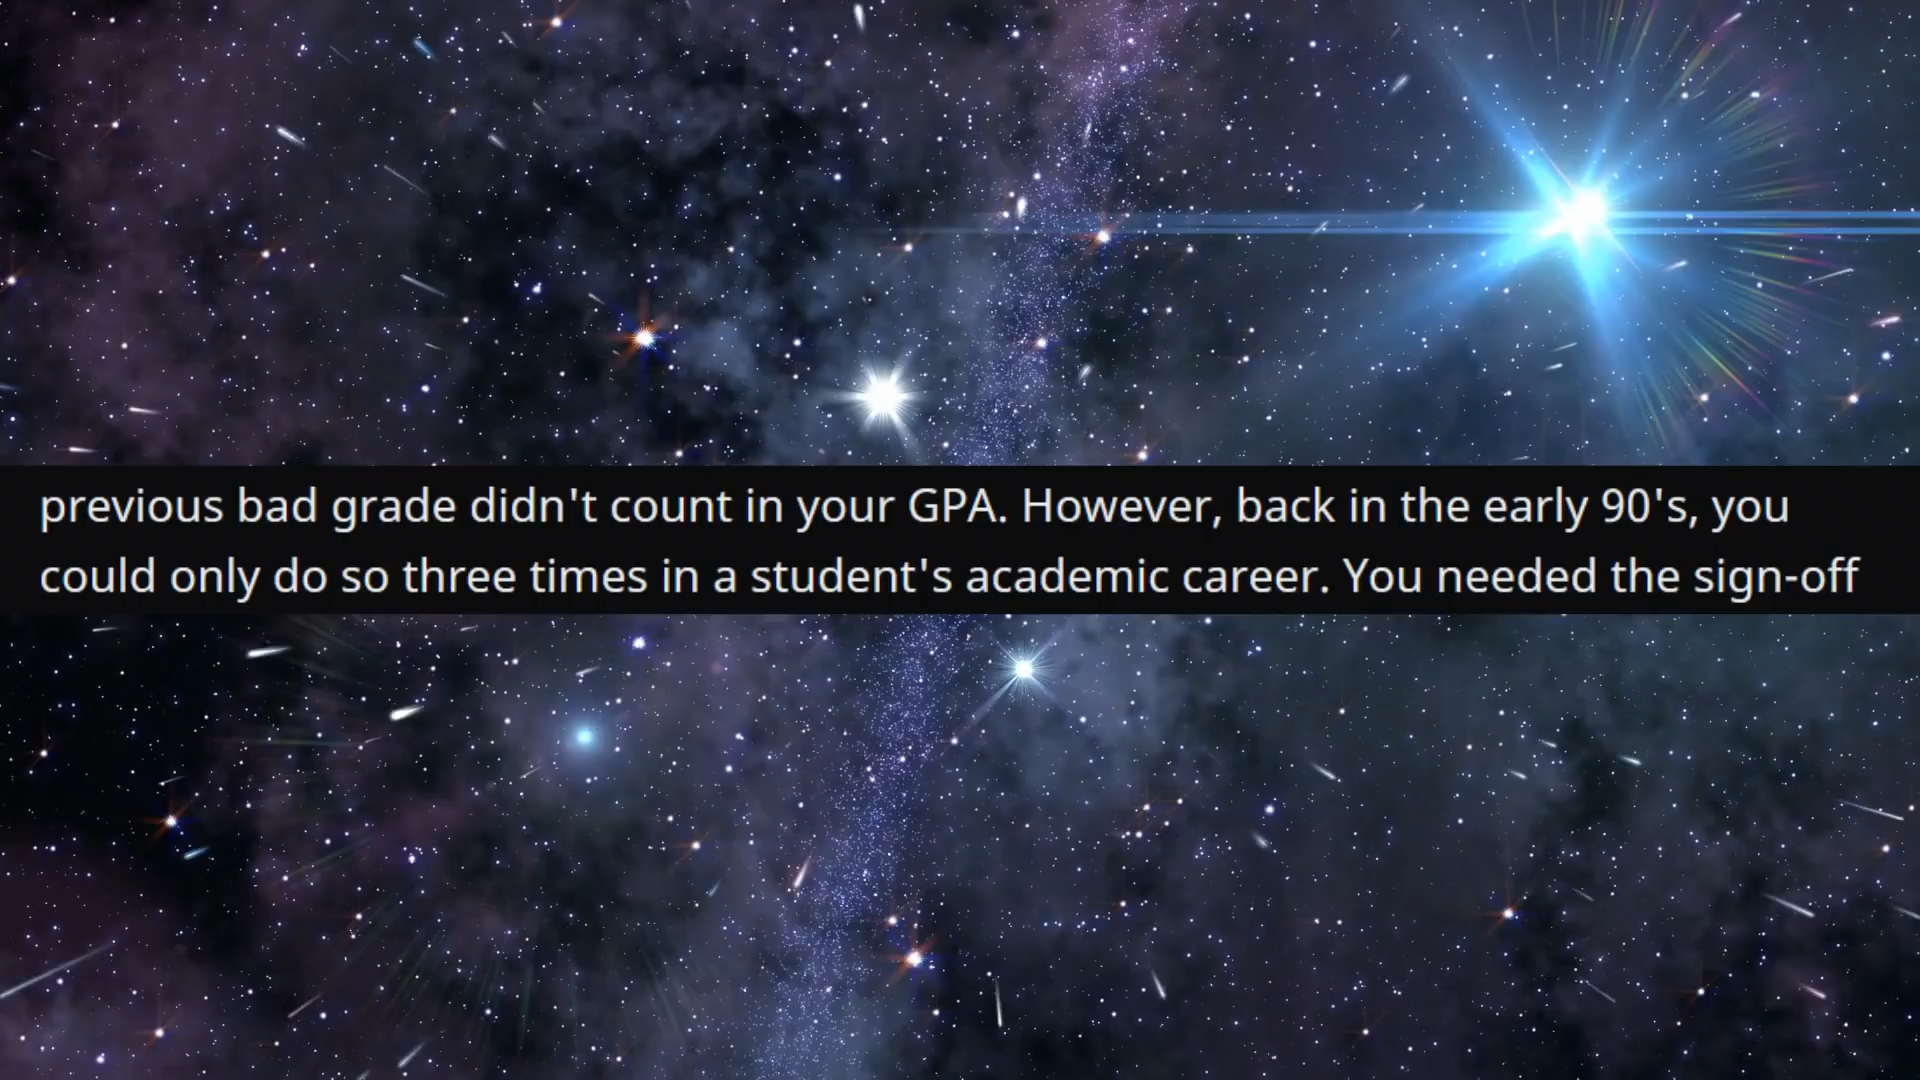 previous bad grade didn't count in your GPA. However, back in the early 90's, you
could only do so three times in a student's academic career. You needed the sign-off